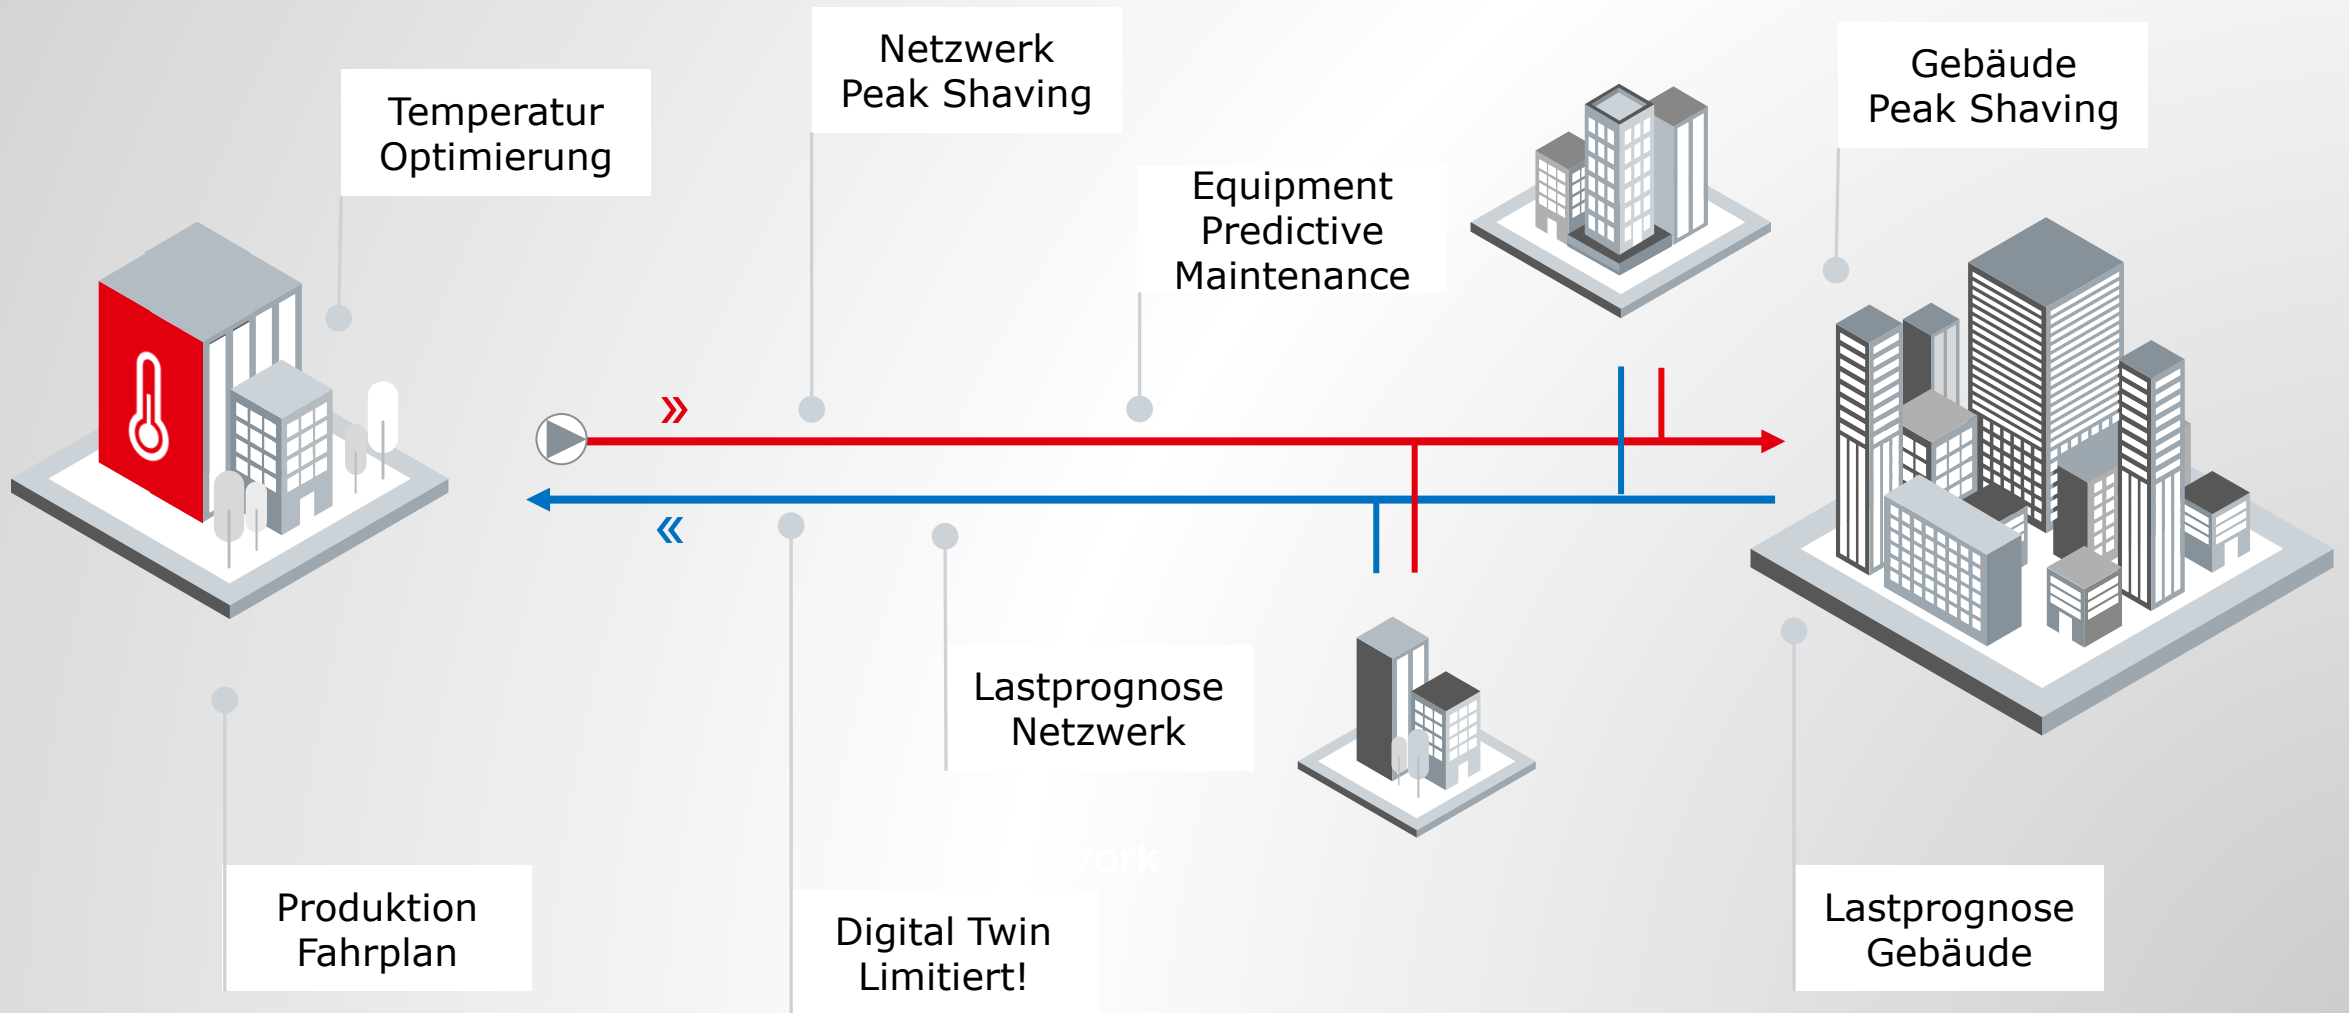 Netzwerk
Peak Shaving
Gebäude
Peak Shaving
Temperatur
Optimierung
Equipment
Predictive
Maintenance
Lastprognose
Netzwerk
work
Produktion
Fahrplan
Digital Twin
Limitiert!
Lastprognose
Gebäude